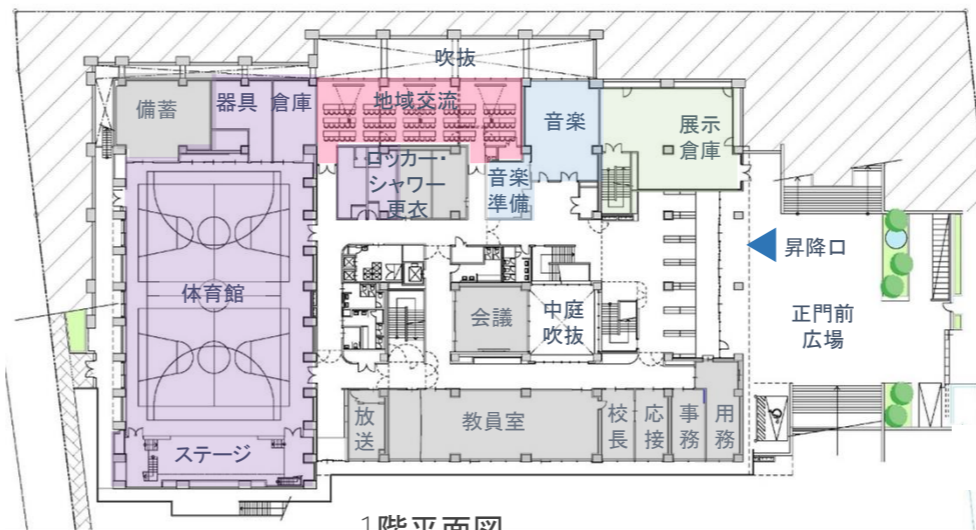 吹抜
備蓄
器具
倉庫
地域交流
音楽
展示
倉庫
ロッカー・
シャワー
更衣
音楽
準備
昇降口
体育館
会議
中庭
吹抜
正門前
広場
放送
教員室
校長
応接
事務
用務
ステージ
1階平面図